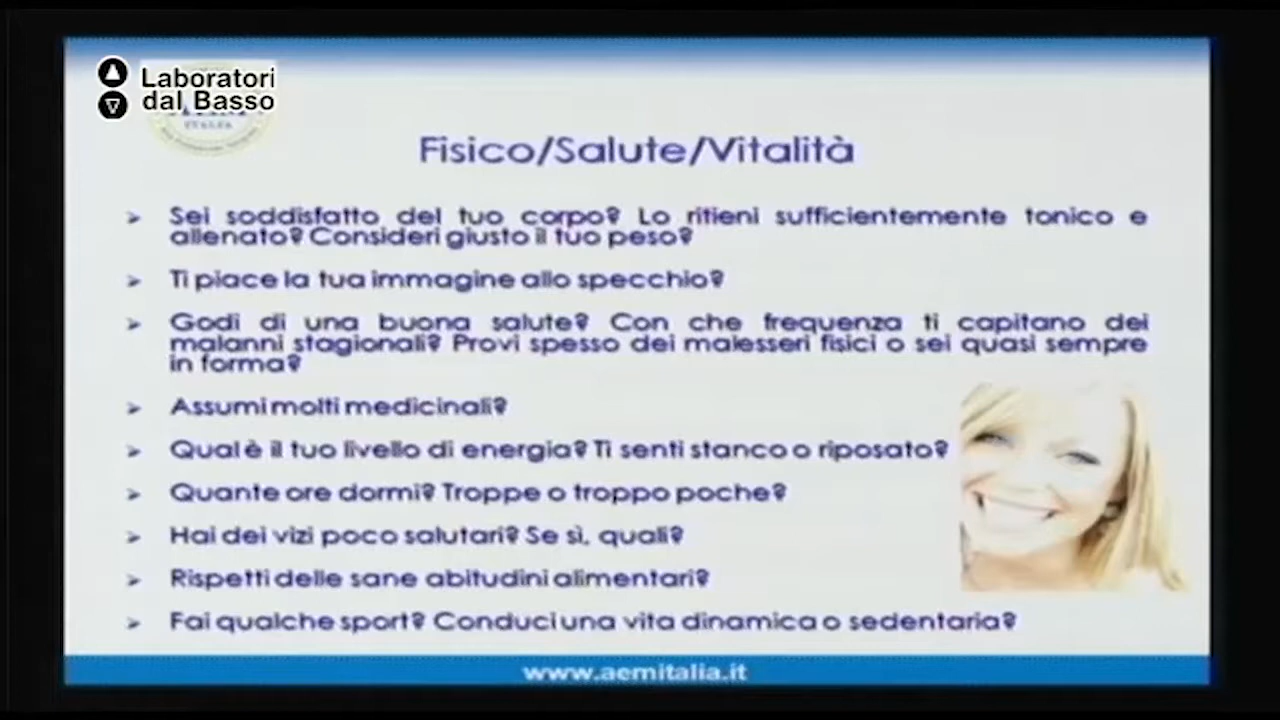 Laboratori
dal Basso
ITALIA
Fisico/Salute/Vitalità
➢ Sei soddisfatto del tuo corpo? Lo ritieni sufficientemente tonico e
allenato? Consideri giusto il tuo peso?
➢ Ti piace la tua immagine allo specchio?
➢ Godi di una buona salute? Con che frequenza ti capitano dei
malanni stagionali? Provi spesso dei malesseri fisici o sei quasi sempre
in forma?
➢ Assumi molti medicinali?
➢ Qual è il tuo livello di energia? Ti senti stanco o riposato?
➢ Quante ore dormi? Troppe o troppo poche?
➢ Hai dei vizi poco salutari? Se sì, quali?
➢ Rispetti delle sane abitudini alimentari?
➢ Fai qualche sport? Conduci una vita dinamica o sedentaria?
www.aemitalia.it